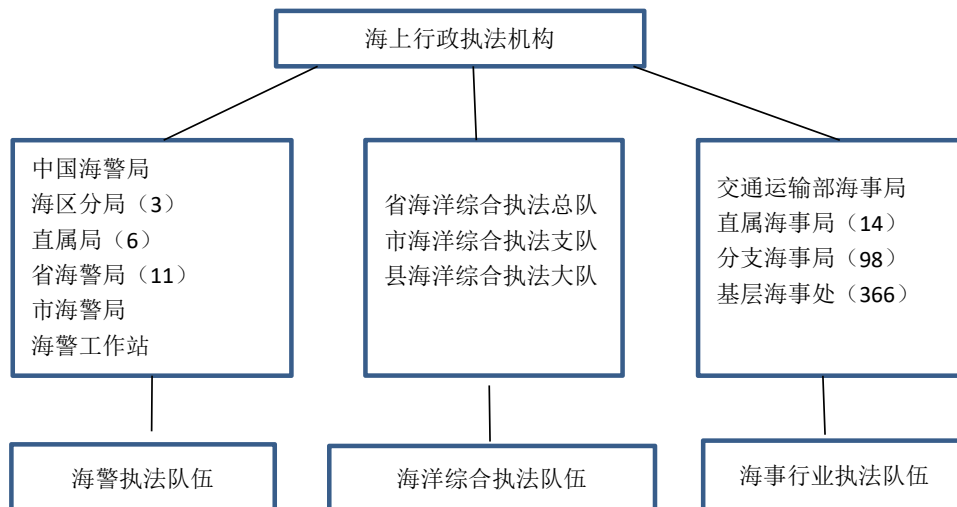 海上行政执法机构
中国海警局
海区分局（3）
直属局（6）
省海警局（11）
市海警局
海警工作站
省海洋综合执法总队
市海洋综合执法支队
县海洋综合执法大队
交通运输部海事局
直属海事局（14）
分支海事局（98）
基层海事处（366）
海警执法队伍
海洋综合执法队伍
海事行业执法队伍